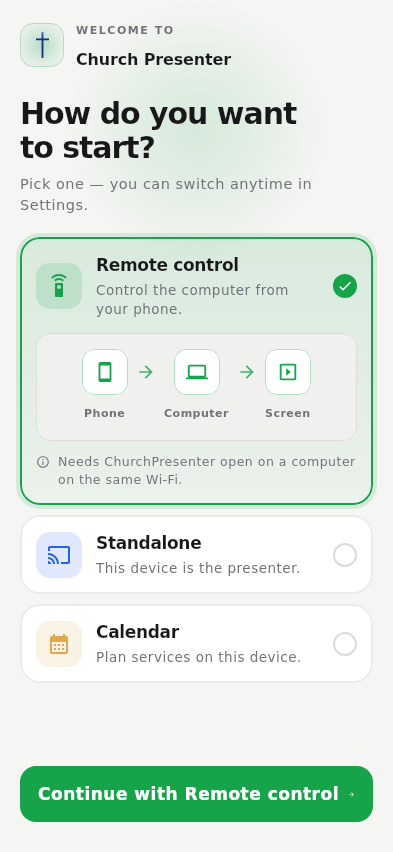 WELCOME TO
Church Presenter
How do you want
to start?
Pick one — you can switch anytime in
Settings.
Remote control
Control the computer from
your phone.
Phone
Computer
Screen
Needs ChurchPresenter open on a computer
on the same Wi-Fi.
Standalone
This device is the presenter.
Calendar
Plan services on this device.
Continue with Remote control